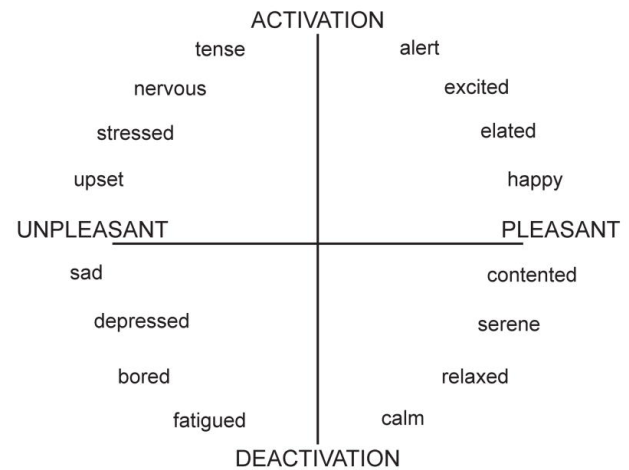 ACTIVATION
tense alert
nervous excited
stressed elated
upset happy
UNPLEASANT PLEASANT
sad contented
depressed serene
bored relaxed
fatigued calm
DEACTIVATION